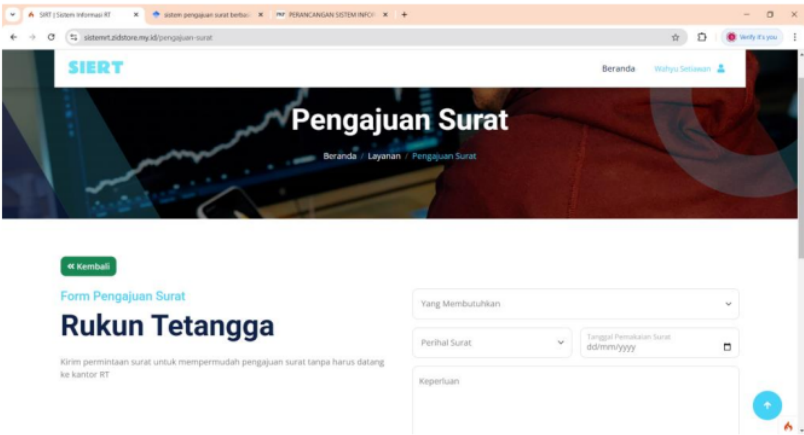 SIRT | Sistem Informasi RT
sistem pengajuan surat berbasi
PERANCANGAN SISTEM INFOR
sistemrt.zidstore.my.id/pengajuan-surat
Verify it's you
SIERT
Beranda
Wahyu Setiawan
Pengajuan Surat
Beranda / Layanan / Pengajuan Surat
« Kembali
Form Pengajuan Surat
Rukun Tetangga
Kirim permintaan surat untuk mempermudah pengajuan surat tanpa harus datang
ke kantor RT
Yang Membutuhkan
Perihal Surat
Tanggal Pemakaian Surat
dd/mm/yyyy
Keperluan